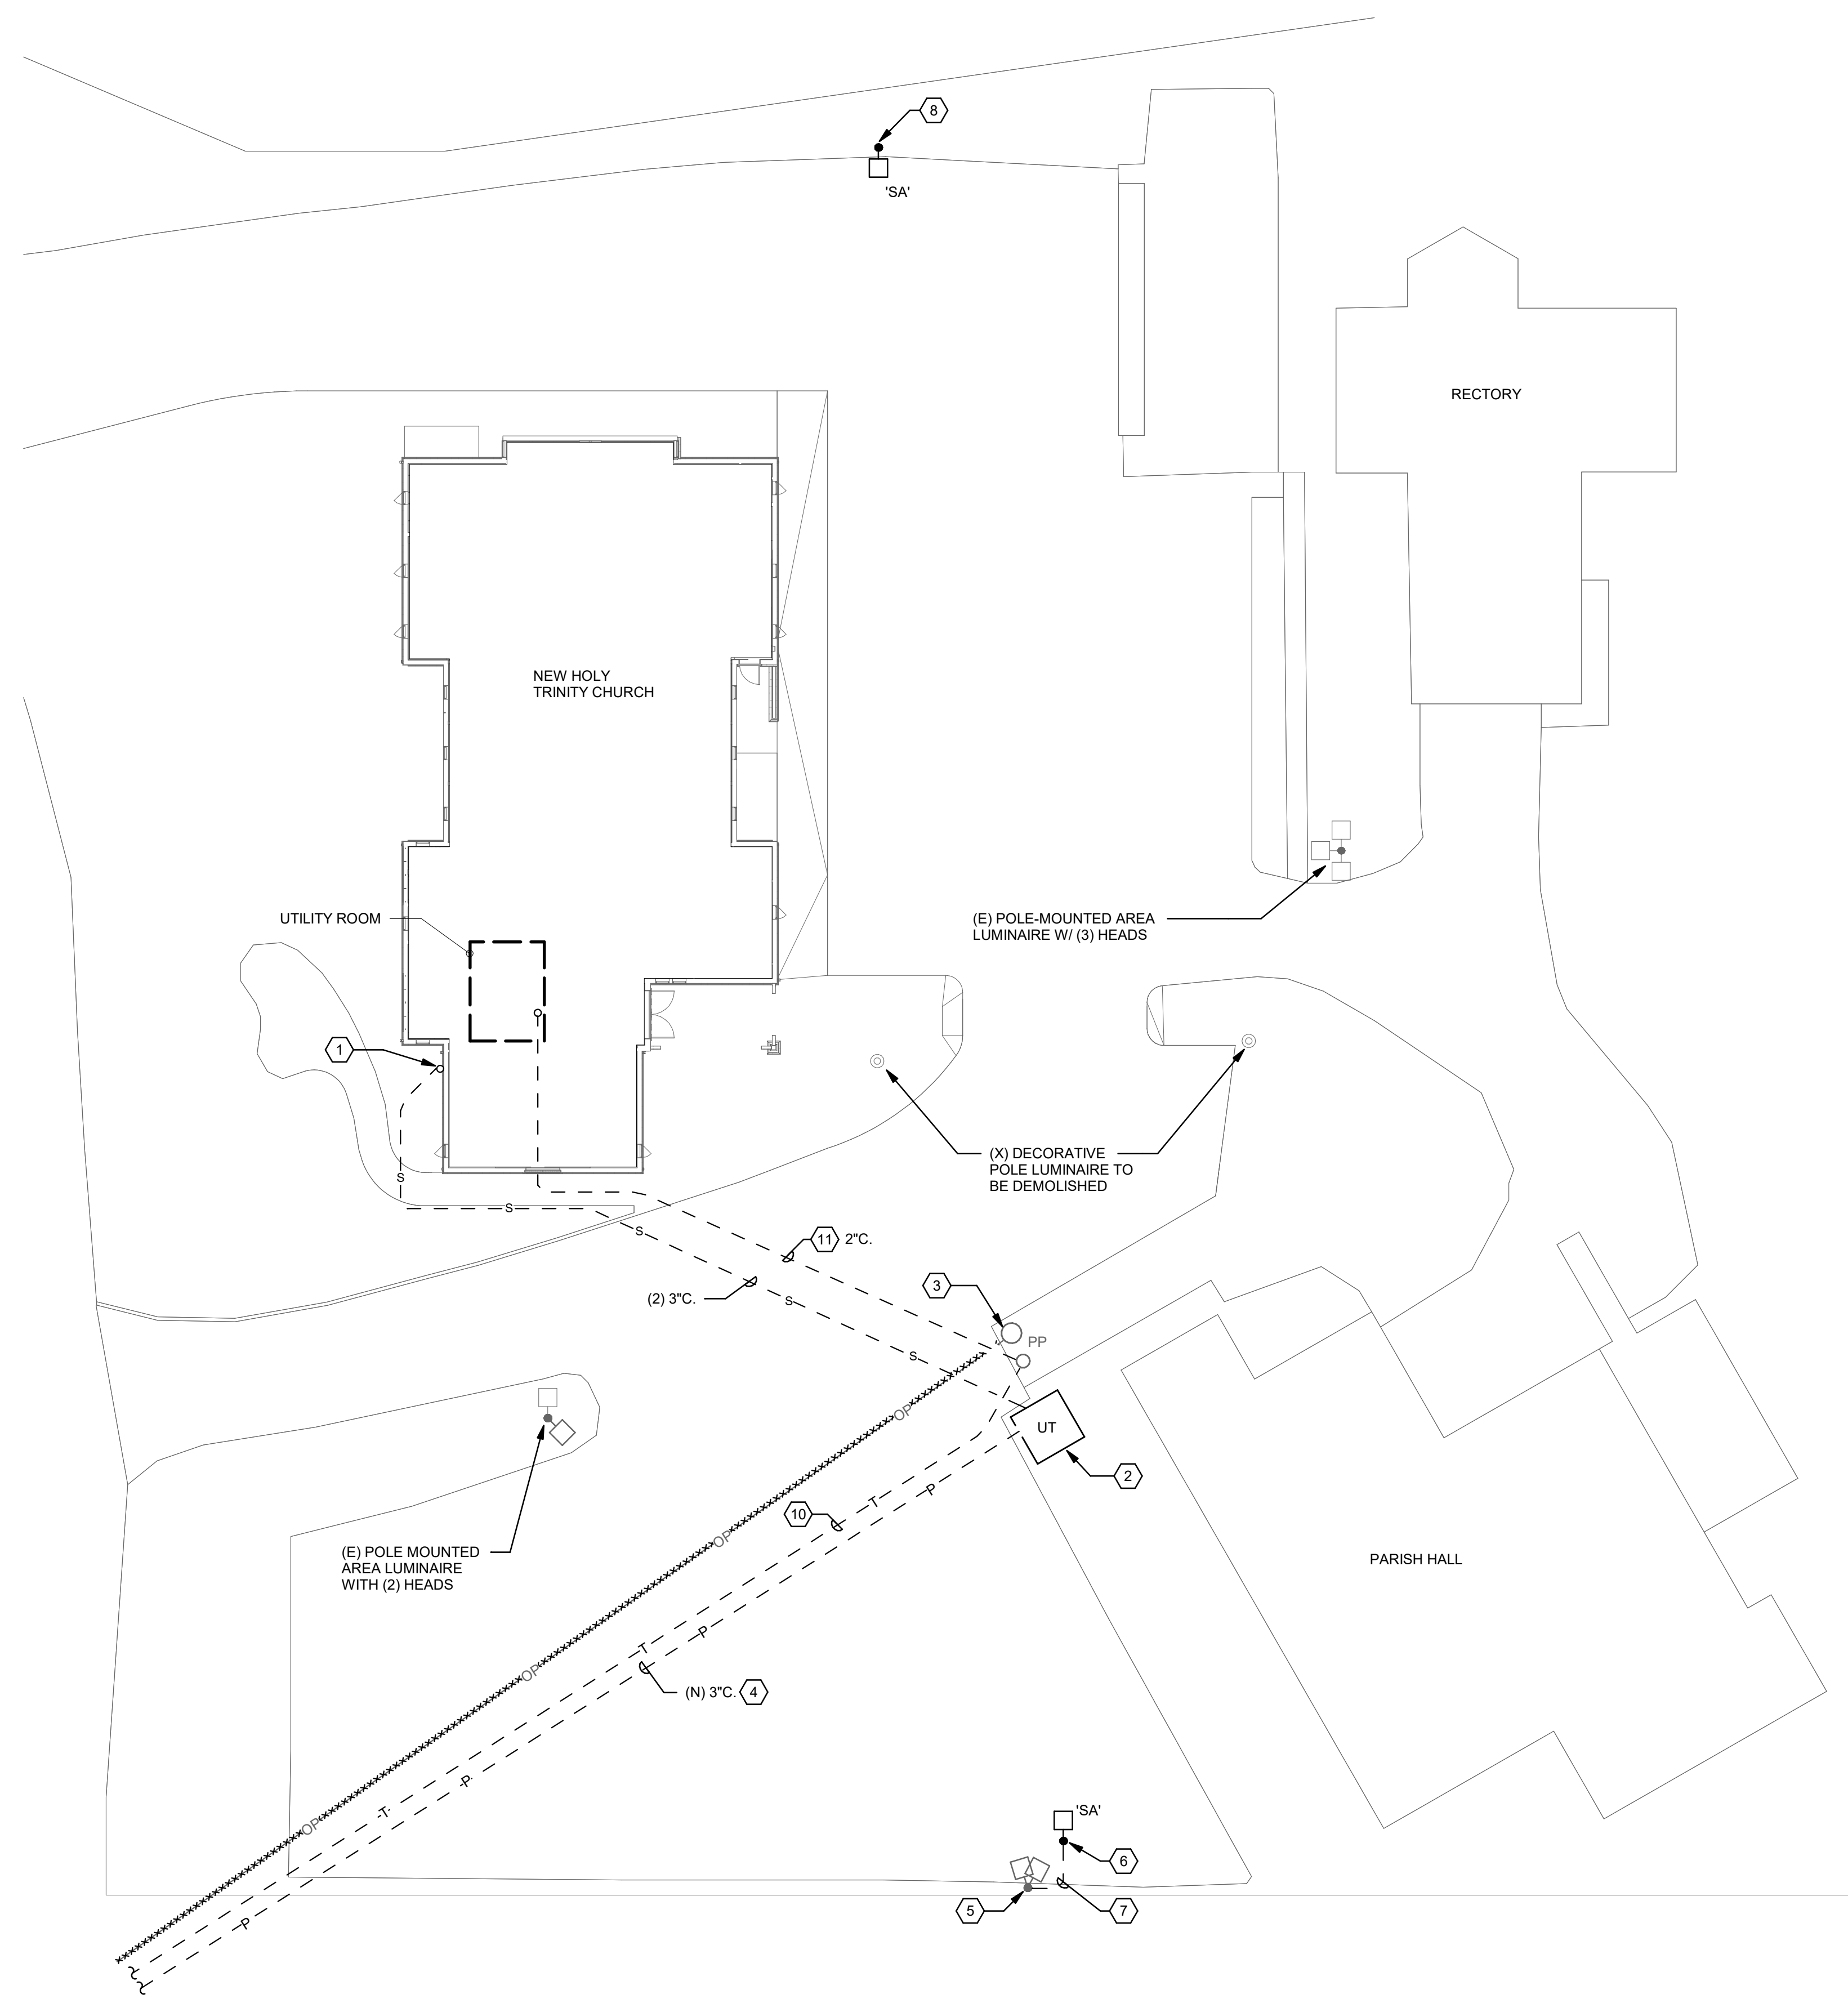 8
'SA'
RECTORY
NEW HOLY
TRINITY CHURCH
UTILITY ROOM
(E) POLE-MOUNTED AREA
LUMINAIRE W/ (3) HEADS
1
(X) DECORATIVE
POLE LUMINAIRE TO
BE DEMOLISHED
S
S
S
11 2"C.
(2) 3"C.
S
3
PP
S
OP
UT
2
T
P
10
OP
(E) POLE MOUNTED
AREA LUMINAIRE
WITH (2) HEADS
PARISH HALL
T
P
OP
(N) 3"C. 4
P
T
OP
'SA'
6
5
7
P